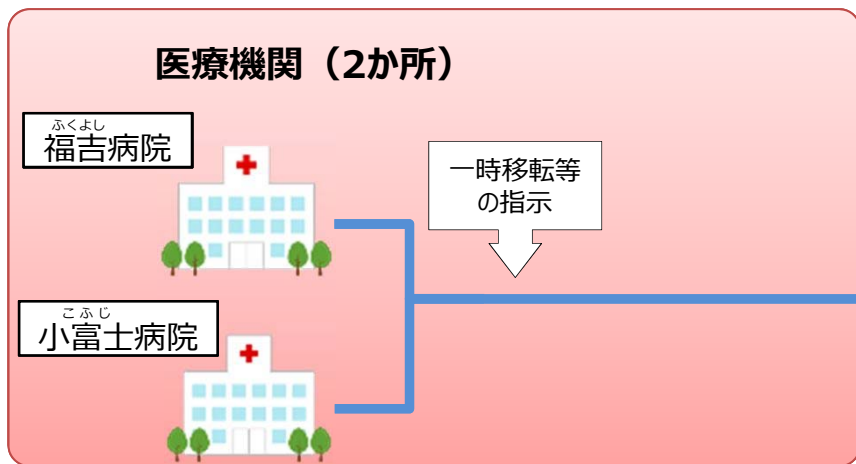 医療機関（2か所）
ふくよし
福吉病院
一時移転等
の指示
こふじ
小富士病院